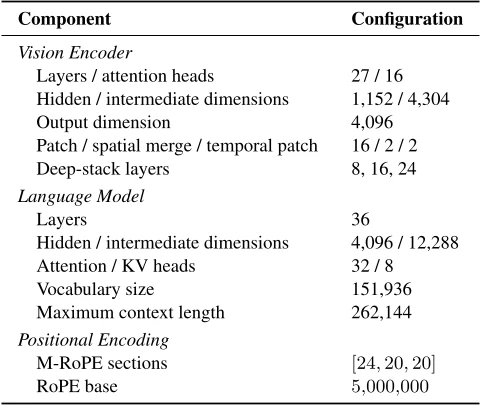 Component Configuration
Vision Encoder
Layers / attention heads 27 / 16
Hidden / intermediate dimensions 1,152 / 4,304
Output dimension 4,096
Patch / spatial merge / temporal patch 16 / 2 / 2
Deep-stack layers 8, 16, 24
Language Model
Layers 36
Hidden / intermediate dimensions 4,096 / 12,288
Attention / KV heads 32 / 8
Vocabulary size 151,936
Maximum context length 262,144
Positional Encoding
M-RoPE sections [24, 20, 20]
RoPE base 5,000,000